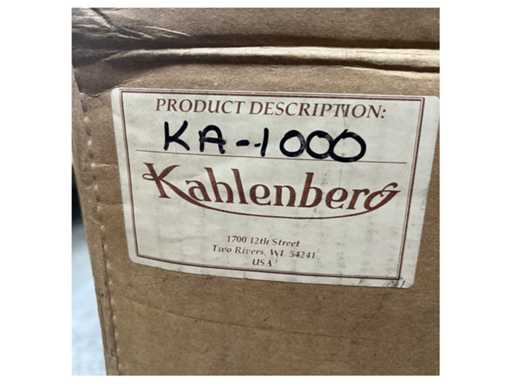 PRODUCT DESCRIPTION:
KA-1000
Kahlenberg
1700 12th Street
Two Rivers, WI 54241
USA